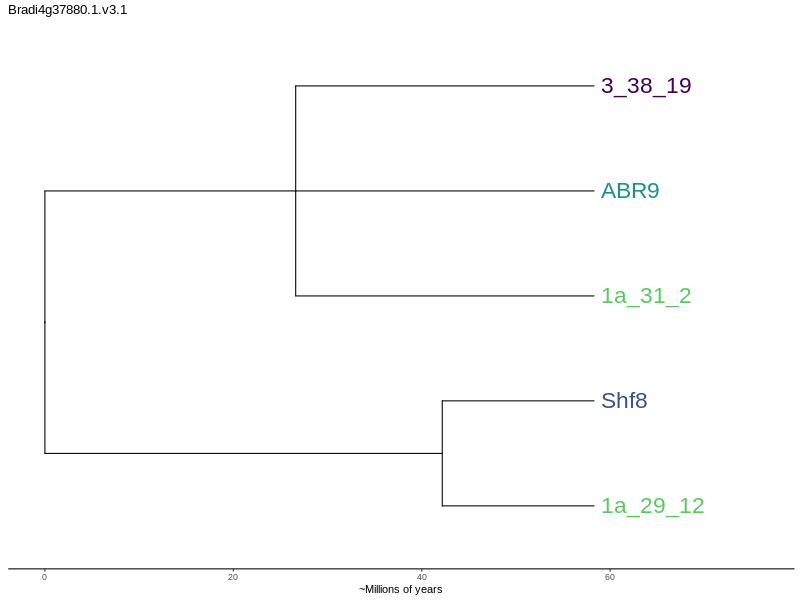 Bradi4g37880.1.v3.1
3_38_19
ABR9
1a_31_2
Shf8
1a_29_12
0 20 40 60
~Millions of years